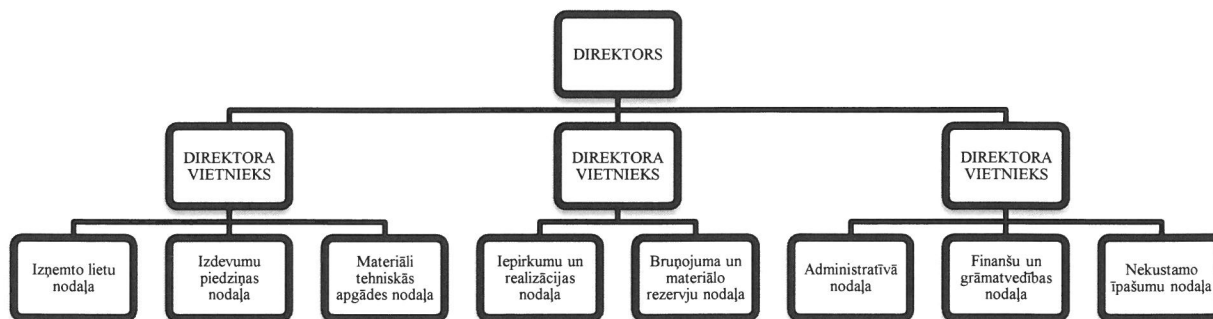 DIREKTORS
DIREKTORA
VIETNIEKS
DIREKTORA
VIETNIEKS
DIREKTORA
VIETNIEKS
Izņemto lietu
nodaļa
Izdevumu
piedziņas
nodaļa
Materiāli
tehniskās
apgādes nodaļa
Iepirkumu un
realizācijas
nodaļa
Bruņojuma un
materiālo
rezervju nodaļa
Administratīvā
nodaļa
Finanšu un
grāmatvedības
nodaļa
Nekustamo
īpašumu nodaļa